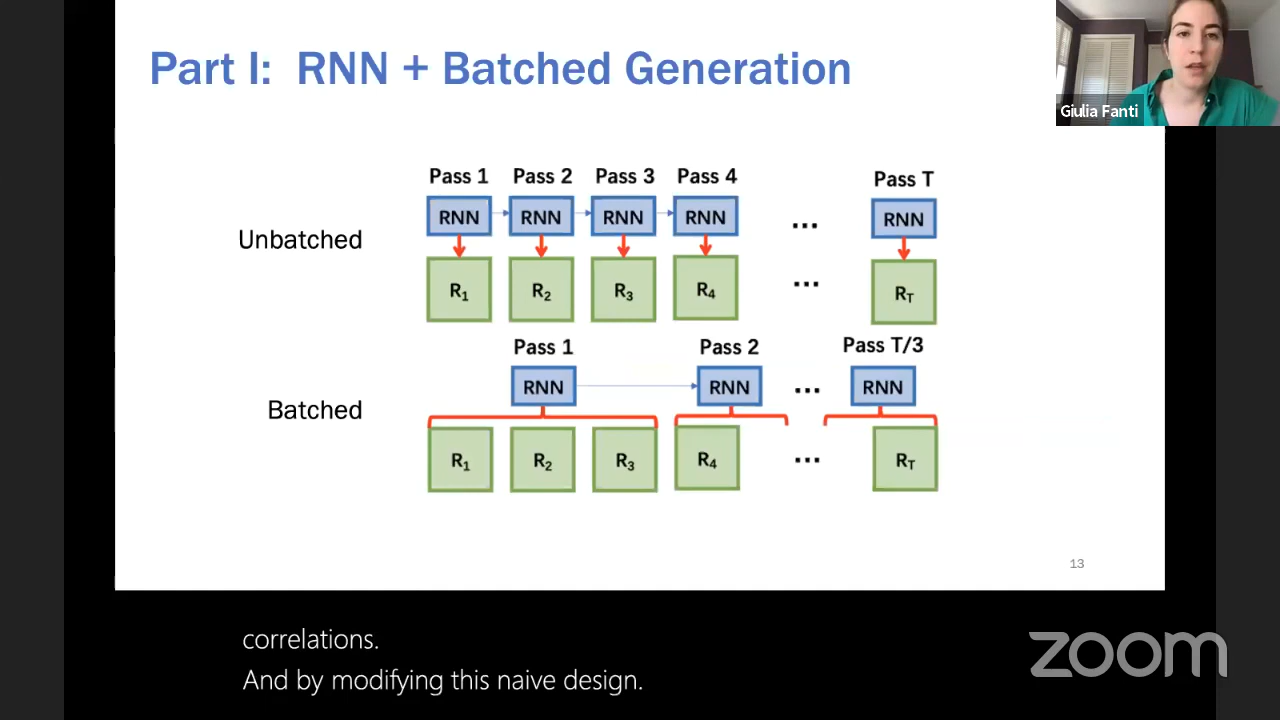 Part I: RNN + Batched Generation
Giulia Fanti
Pass 1 Pass 2 Pass 3 Pass 4 Pass T
RNN RNN RNN RNN ... RNN
Unbatched
R₁ R₂ R₃ R₄ ... R_T
Pass 1 Pass 2 Pass T/3
RNN RNN ... RNN
Batched
R₁ R₂ R₃ R₄ ... R_T
13
correlations.
And by modifying this naive design.
zoom